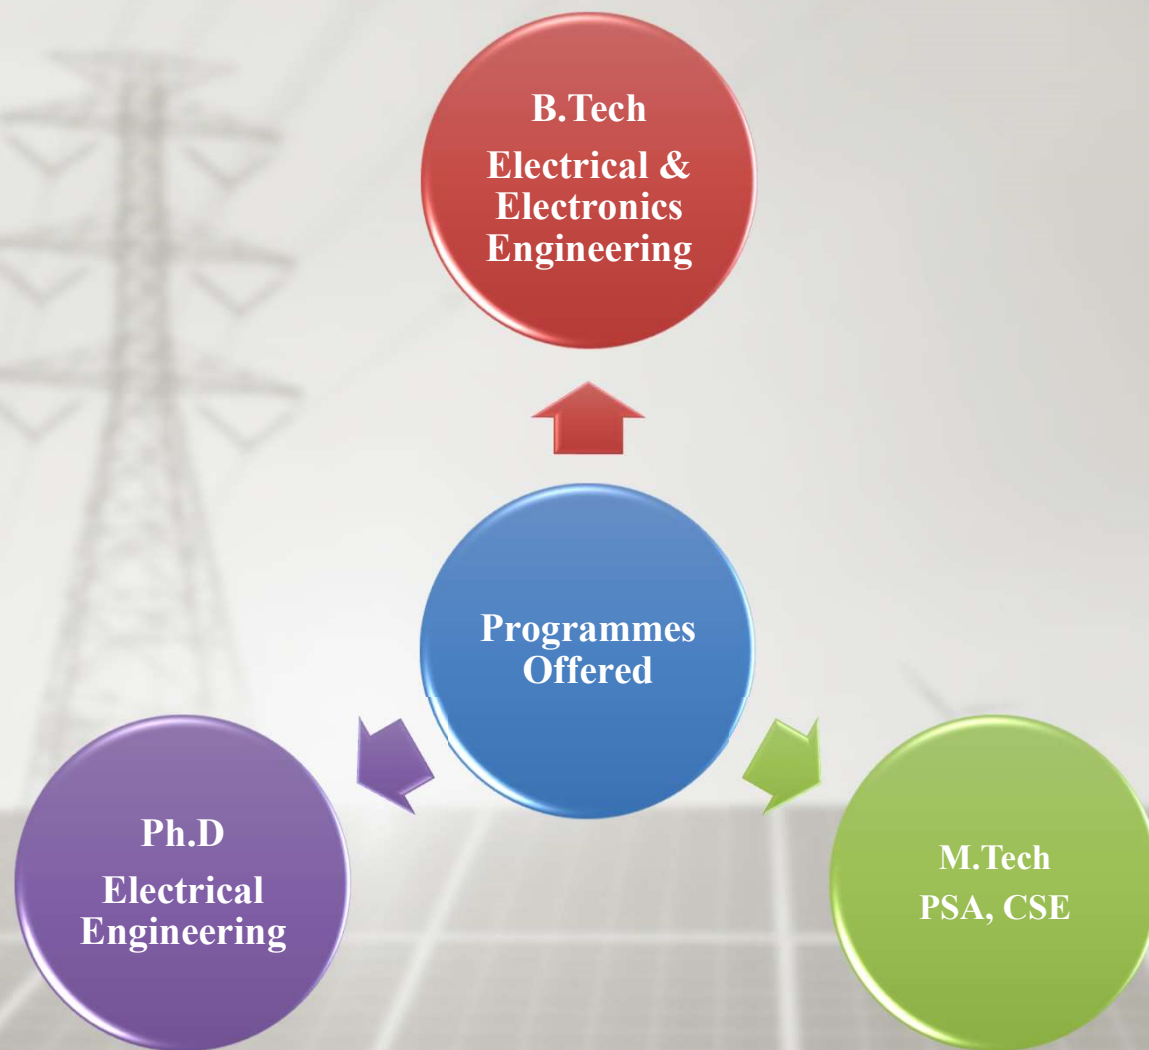 B.Tech
Electrical &
Electronics
Engineering
Programmes
Offered
Ph.D
Electrical
Engineering
M.Tech
PSA, CSE